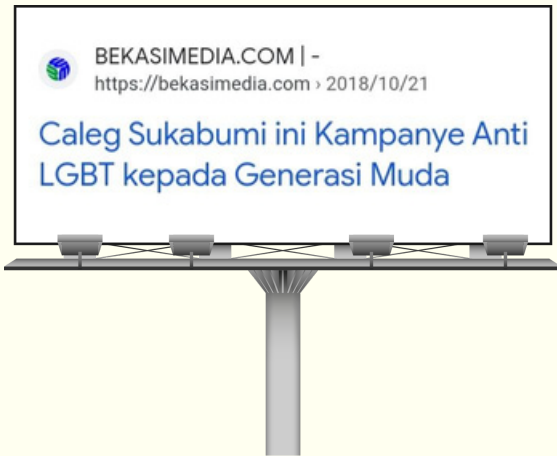 BEKASIMEDIA.COM | -
https://bekasimedia.com › 2018/10/21
Caleg Sukabumi ini Kampanye Anti
LGBT kepada Generasi Muda